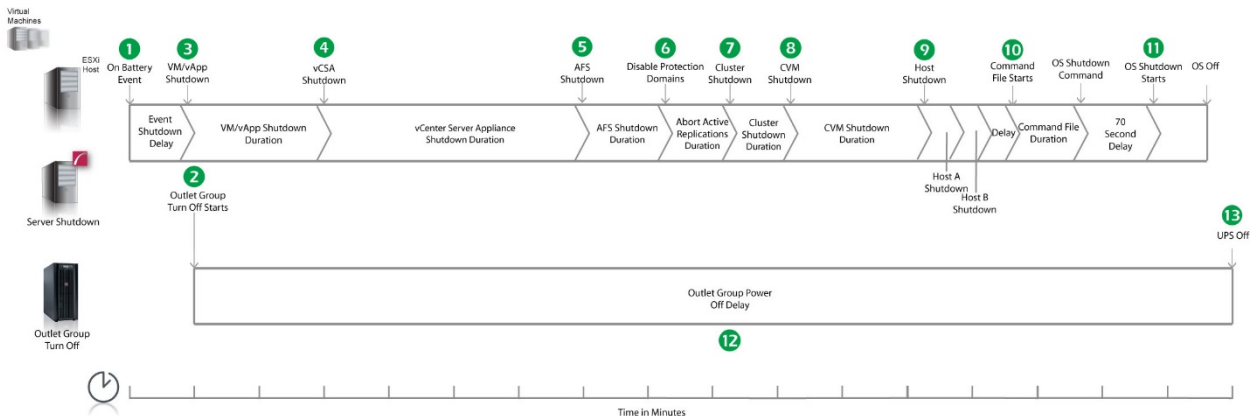 Virtual
Machines
ESXi
Host
1
On Battery
Event
3
VM/vApp
Shutdown
4
vCSA
Shutdown
5
AFS
Shutdown
6
Disable Protection
Domains
7
Cluster
Shutdown
8
CVM
Shutdown
9
Host
Shutdown
10
Command
File Starts
OS Shutdown
Command
11
OS Shutdown
Starts
OS Off
Event
Shutdown
Delay
VM/vApp Shutdown
Duration
vCenter Server Appliance
Shutdown Duration
AFS Shutdown
Duration
Abort Active
Replications
Duration
Cluster
Shutdown
Duration
CVM Shutdown
Duration
Delay
Command File
Duration
70
Second
Delay
Host A
Shutdown
Host B
Shutdown
Server Shutdown
2
Outlet Group
Turn Off Starts
13
UPS Off
Outlet Group Power
Off Delay
Outlet Group
Turn Off
12
Time in Minutes